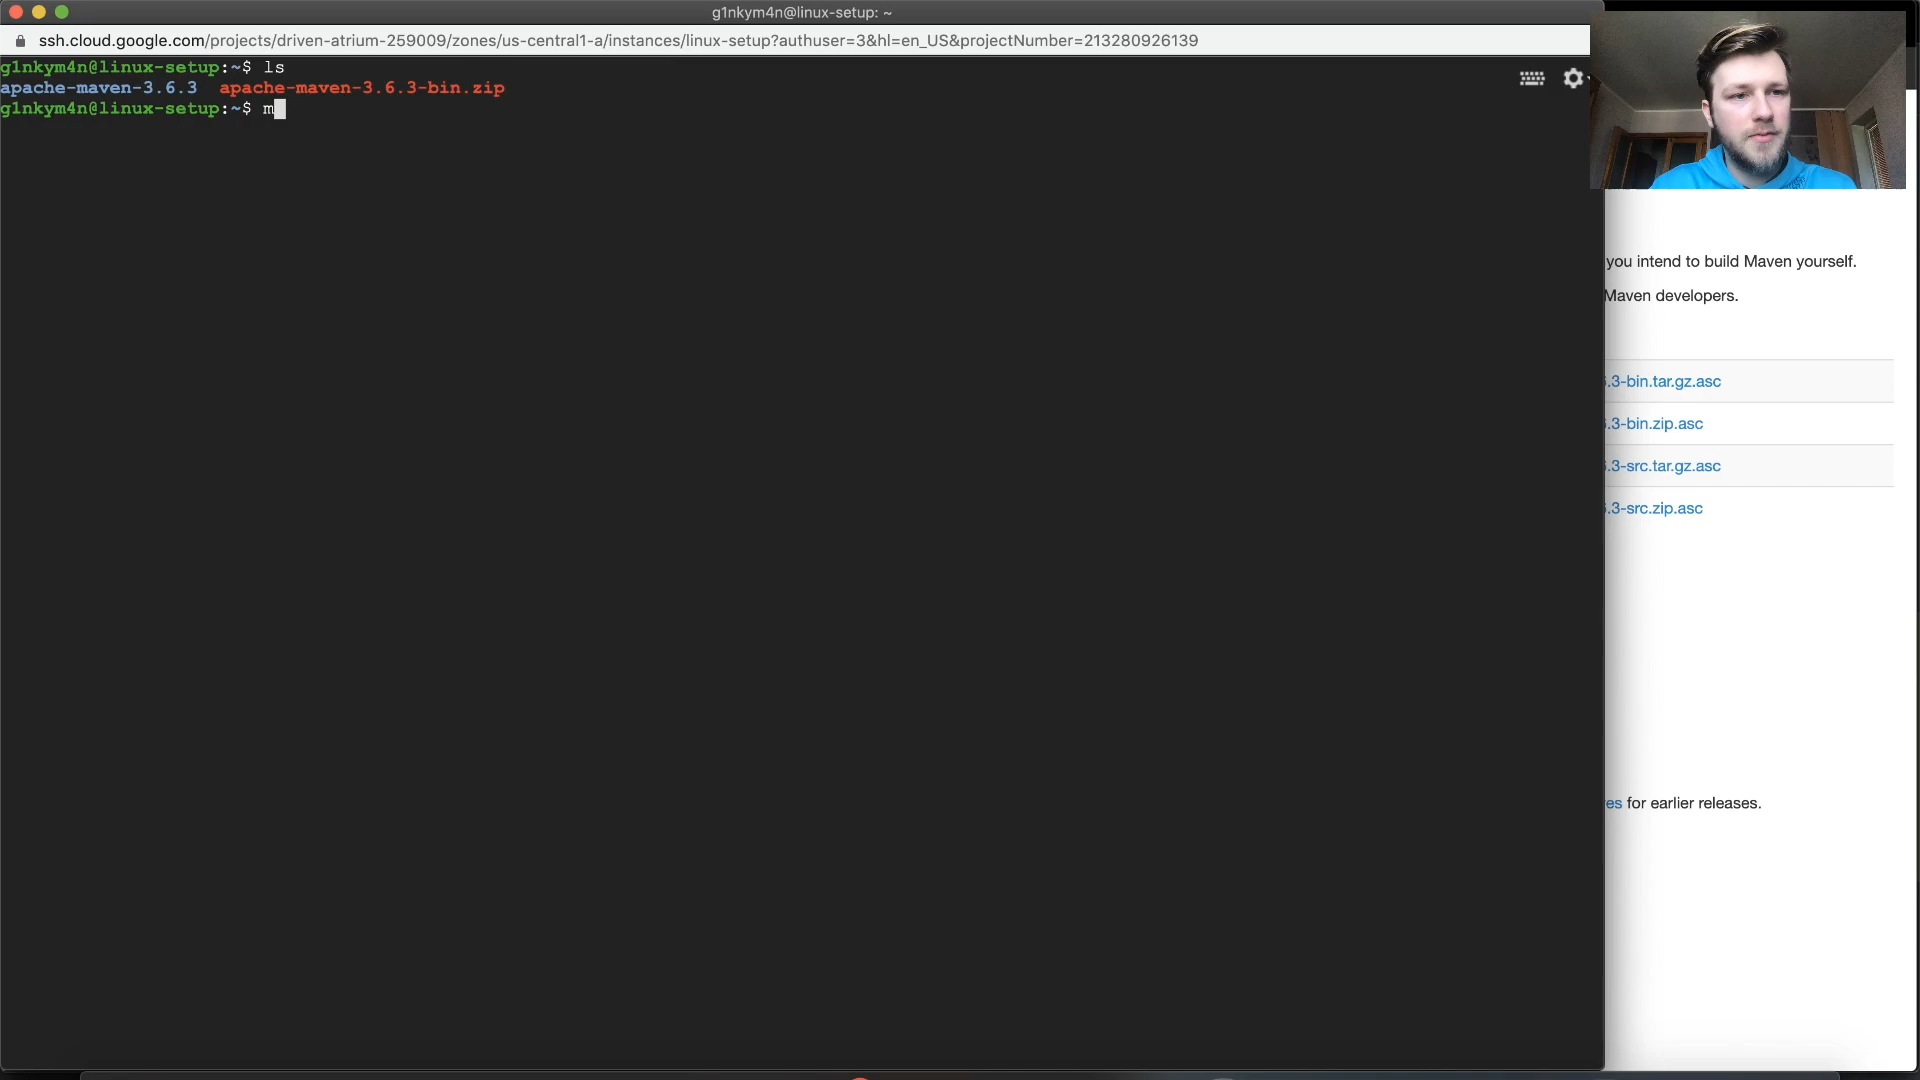 g1nkym4n@linux-setup: ~
ssh.cloud.google.com/projects/driven-atrium-259009/zones/us-central1-a/instances/linux-setup?authuser=3&hl=en_US&projectNumber=213280926139
g1nkym4n@linux-setup:~$ ls
apache-maven-3.6.3  apache-maven-3.6.3-bin.zip
g1nkym4n@linux-setup:~$ m
you intend to build Maven yourself.
Maven developers.
.3-bin.tar.gz.asc
.3-bin.zip.asc
.3-src.tar.gz.asc
.3-src.zip.asc
es for earlier releases.